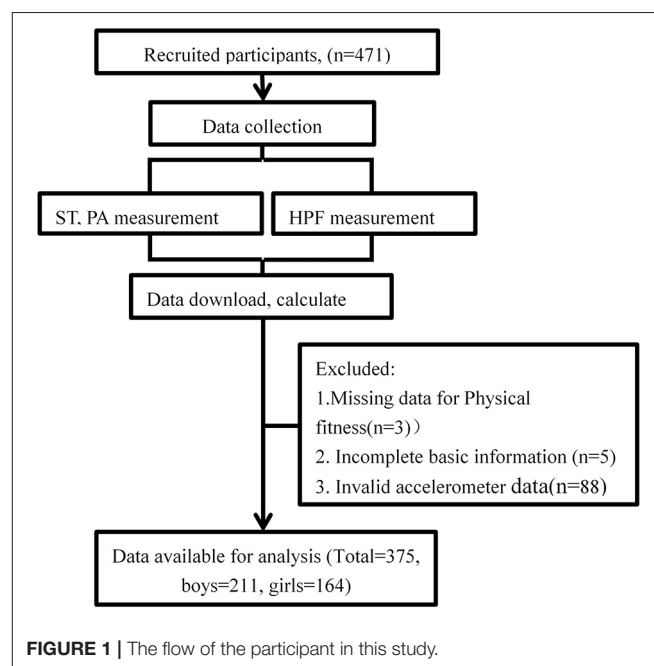 Recruited participants, (n=471)
Data collection
ST, PA measurement
HPF measurement
Data download, calculate
Excluded:
1.Missing data for Physical
fitness(n=3)）
2. Incomplete basic information (n=5)
3. Invalid accelerometer data(n=88)
Data available for analysis (Total=375,
boys=211, girls=164)
FIGURE 1 | The flow of the participant in this study.